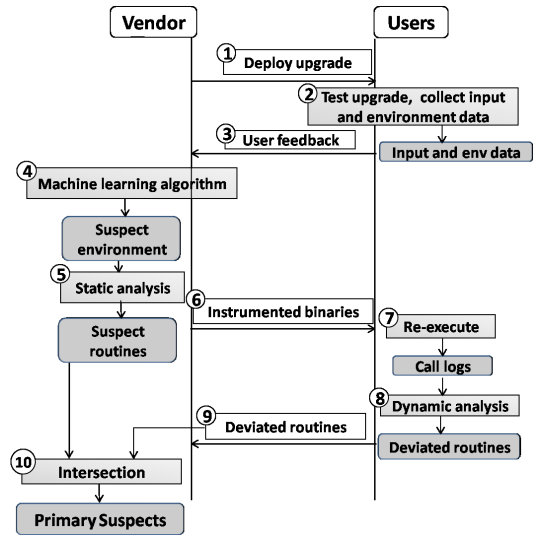 Vendor
Users
1
Deploy upgrade
2
Test upgrade, collect input
and environment data
3
User feedback
Input and env data
4
Machine learning algorithm
Suspect
environment
5
Static analysis
6
Instrumented binaries
7
Re-execute
Suspect
routines
Call logs
8
Dynamic analysis
9
Deviated routines
Deviated routines
10
Intersection
Primary Suspects